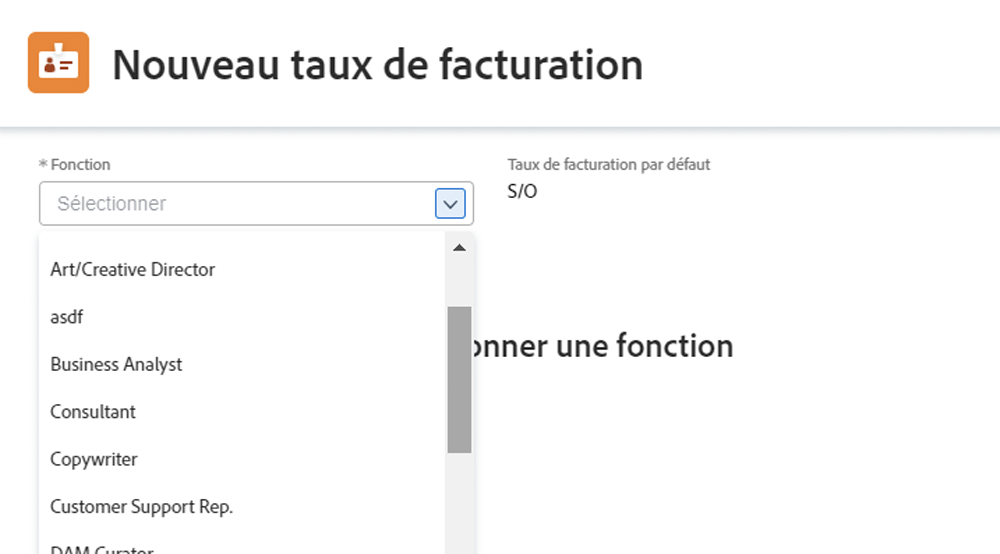 Nouveau taux de facturation
* Fonction
Taux de facturation par défaut
Sélectionner
S/O
Art/Creative Director
asdf
onner une fonction
Business Analyst
Consultant
Copywriter
Customer Support Rep.
DAM Curator